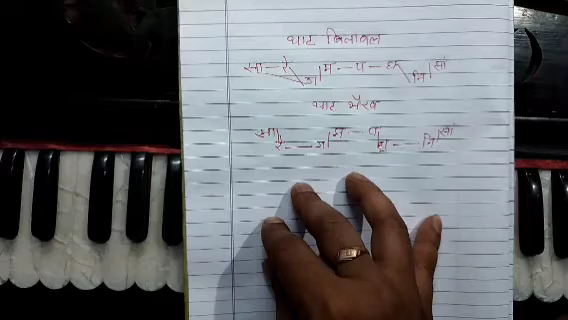 थाट बिलावल
सा - रे ग म - प - ध नि सां
थाट भैरव
सा रे - ग म - प ध - नि सां